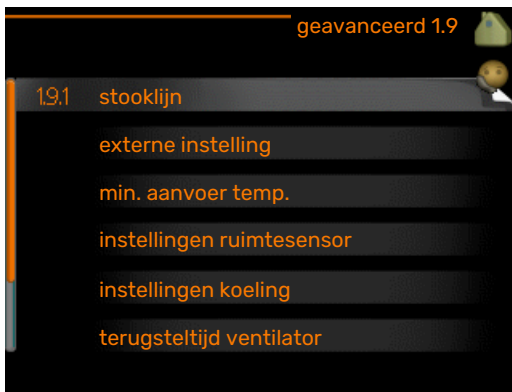 geavanceerd 1.9
1.9.1 stooklijn
externe instelling
min. aanvoer temp.
instellingen ruimtesensor
instellingen koeling
terugsteltijd ventilator